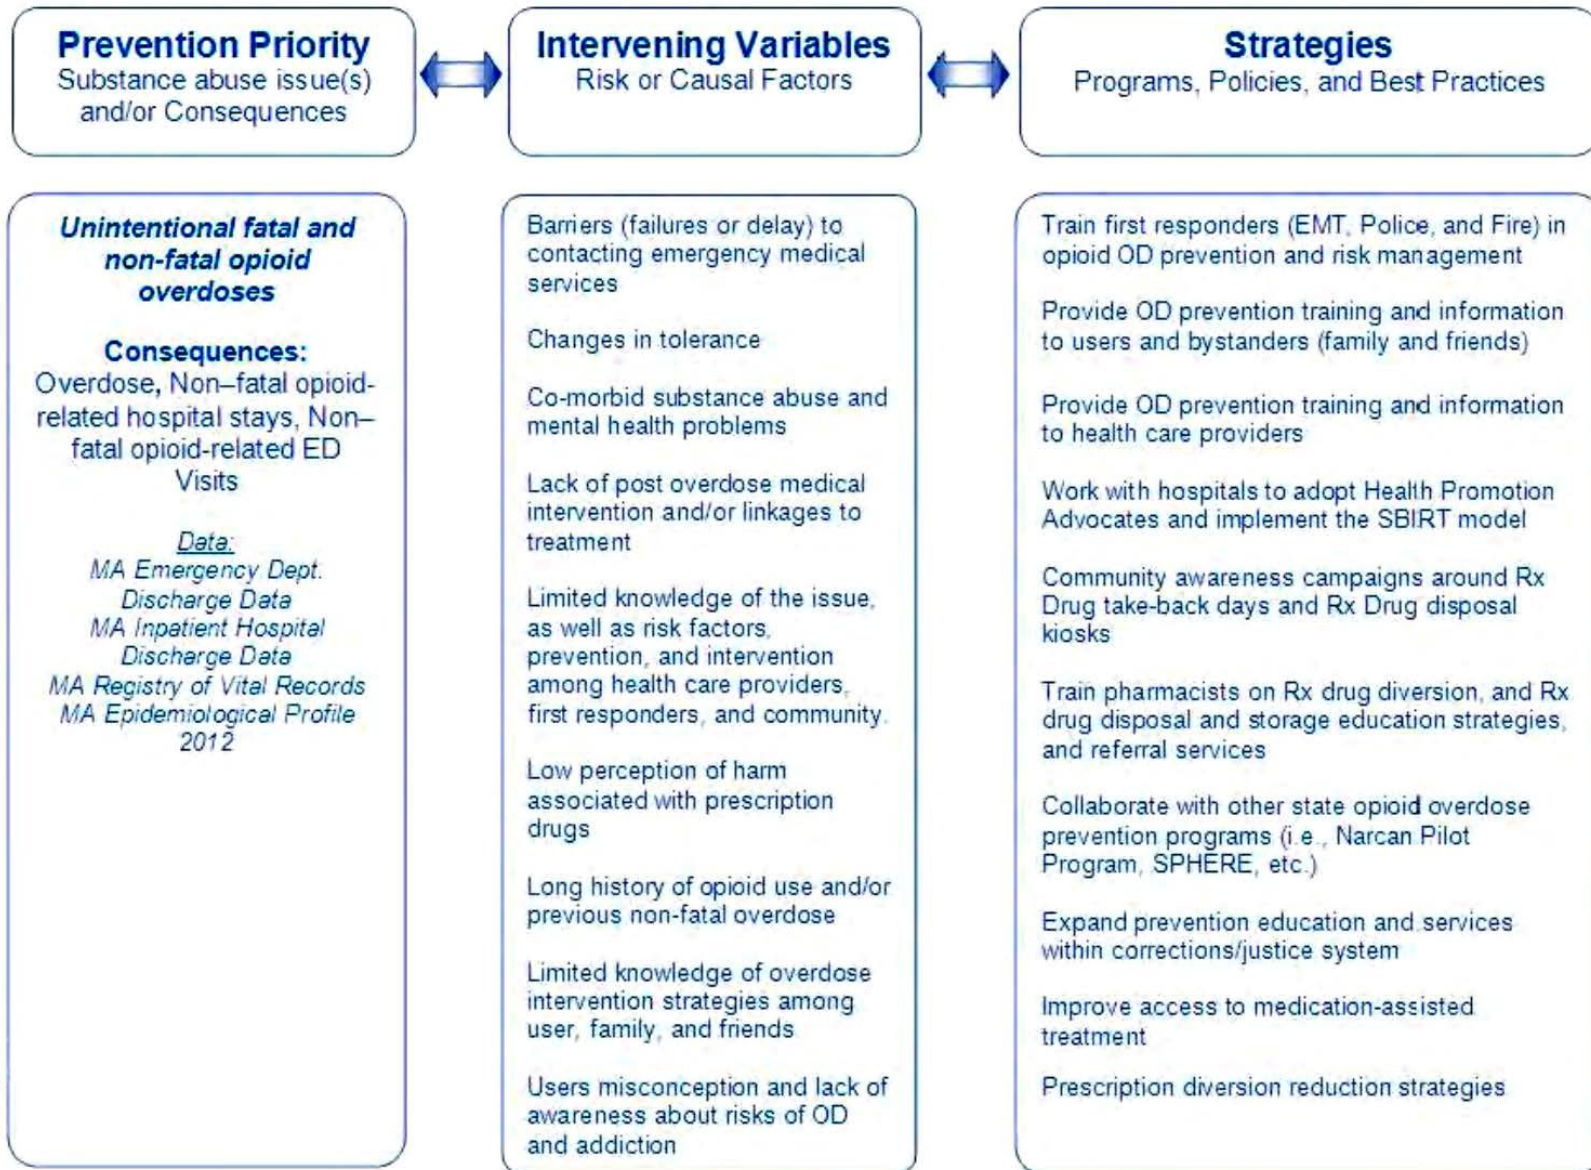 Prevention Priority
Substance abuse issue(s)
and/or Consequences
Intervening Variables
Risk or Causal Factors
Strategies
Programs, Policies, and Best Practices
Unintentional fatal and
non-fatal opioid
overdoses
Consequences:
Overdose, Non–fatal opioid-
related hospital stays, Non–
fatal opioid-related ED
Visits
Data:
MA Emergency Dept.
Discharge Data
MA Inpatient Hospital
Discharge Data
MA Registry of Vital Records
MA Epidemiological Profile
2012
Barriers (failures or delay) to
contacting emergency medical
services
Changes in tolerance
Co-morbid substance abuse and
mental health problems
Lack of post overdose medical
intervention and/or linkages to
treatment
Limited knowledge of the issue,
as well as risk factors,
prevention, and intervention
among health care providers,
first responders, and community.
Low perception of harm
associated with prescription
drugs
Long history of opioid use and/or
previous non-fatal overdose
Limited knowledge of overdose
intervention strategies among
user, family, and friends
Users misconception and lack of
awareness about risks of OD
and addiction
Train first responders (EMT, Police, and Fire) in
opioid OD prevention and risk management
Provide OD prevention training and information
to users and bystanders (family and friends)
Provide OD prevention training and information
to health care providers
Work with hospitals to adopt Health Promotion
Advocates and implement the SBIRT model
Community awareness campaigns around Rx
Drug take-back days and Rx Drug disposal
kiosks
Train pharmacists on Rx drug diversion, and Rx
drug disposal and storage education strategies,
and referral services
Collaborate with other state opioid overdose
prevention programs (i.e., Narcan Pilot
Program, SPHERE, etc.)
Expand prevention education and services
within corrections/justice system
Improve access to medication-assisted
treatment
Prescription diversion reduction strategies